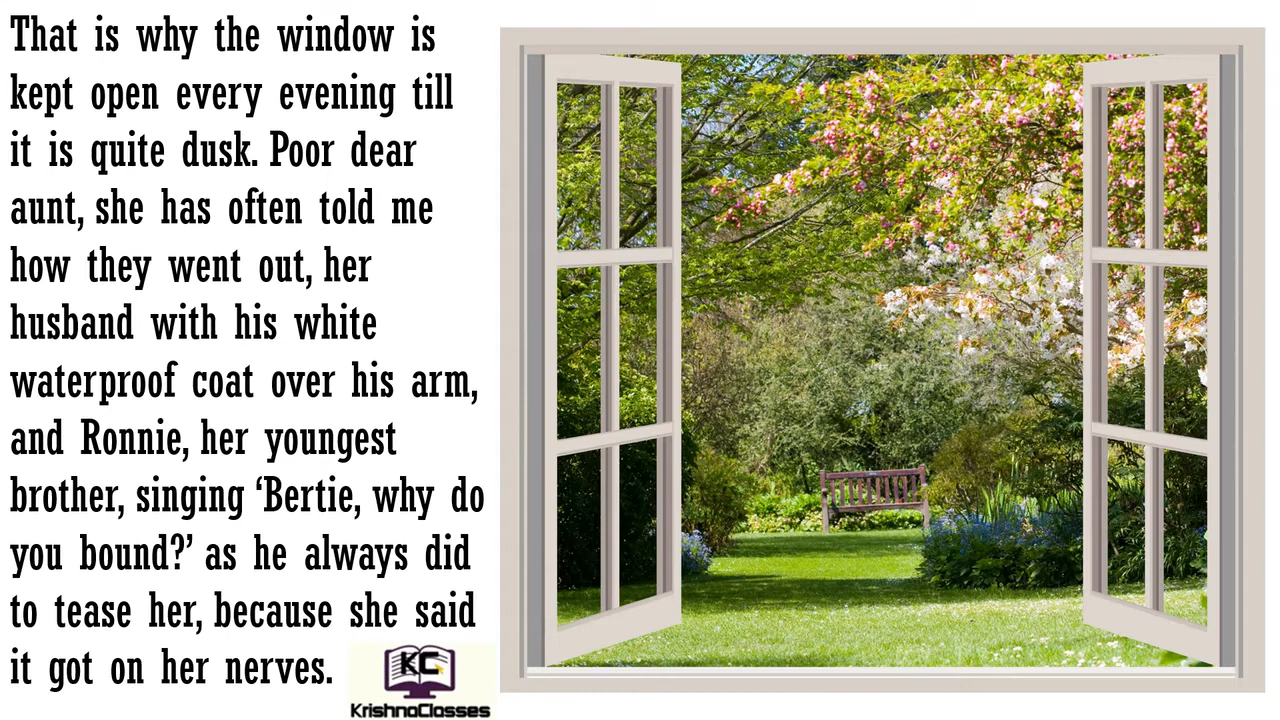 That is why the window is
kept open every evening till
it is quite dusk. Poor dear
aunt, she has often told me
how they went out, her
husband with his white
waterproof coat over his arm,
and Ronnie, her youngest
brother, singing ‘Bertie, why do
you bound?’ as he always did
to tease her, because she said
it got on her nerves.
KC
KrishnaClasses